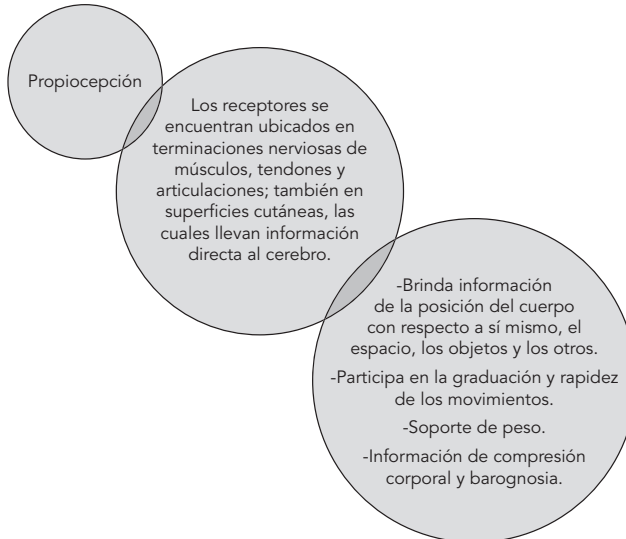 Propiocepción
Los receptores se
encuentran ubicados en
terminaciones nerviosas de
músculos, tendones y
articulaciones; también en
superficies cutáneas, las
cuales llevan información
directa al cerebro.
-Brinda información
de la posición del cuerpo
con respecto a sí mismo, el
espacio, los objetos y los otros.
-Participa en la graduación y rapidez
de los movimientos.
-Soporte de peso.
-Información de compresión
corporal y barognosia.